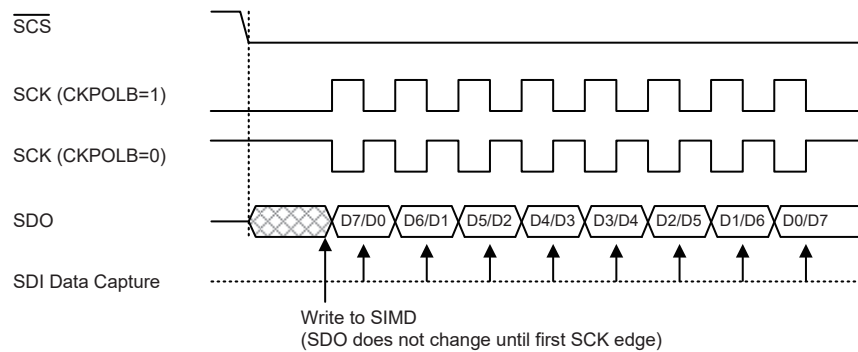 SCS
SCK (CKPOLB=1)
SCK (CKPOLB=0)
SDO
D7/D0 D6/D1 D5/D2 D4/D3 D3/D4 D2/D5 D1/D6 D0/D7
SDI Data Capture
Write to SIMD
(SDO does not change until first SCK edge)